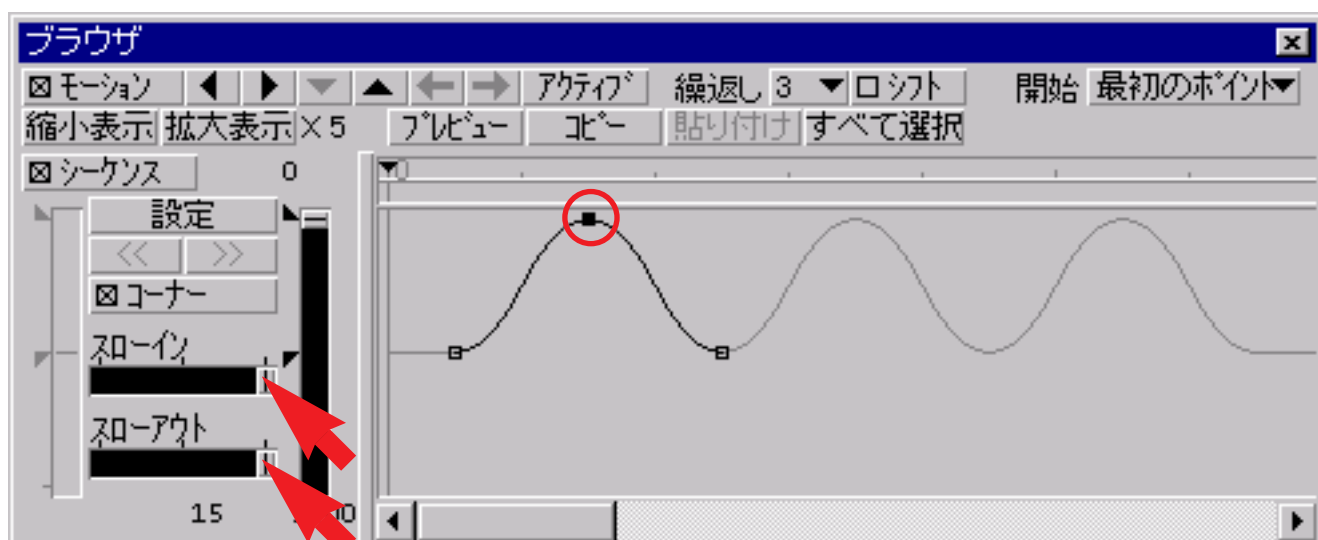 ブラウザ
モーション アクティブ 繰返し 3 シフト 開始 最初のポイント
縮小表示 拡大表示 ×5 プレビュー コピー 貼り付け すべて選択
シーケンス 0 0
設定
<< >>
コーナー
スローイン
スローアウト
15